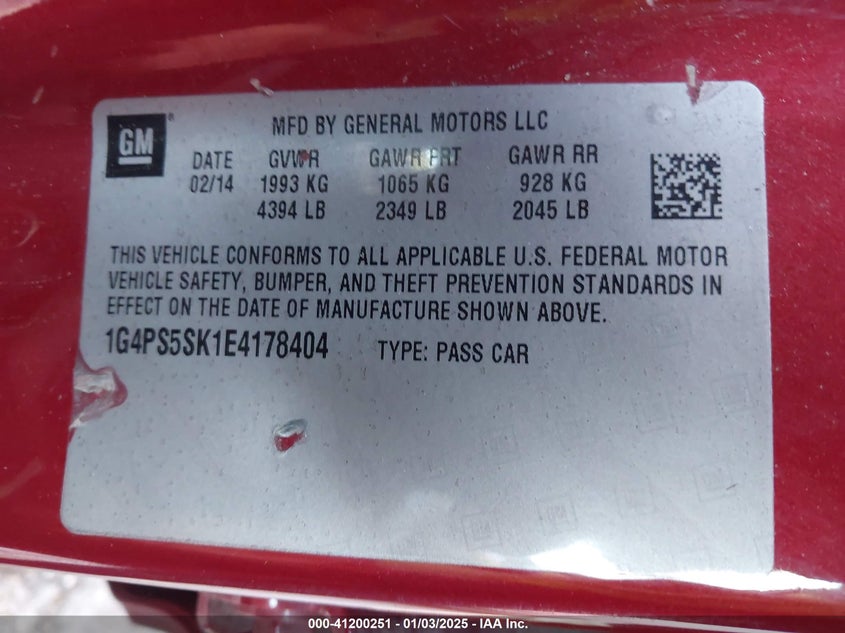 GM® MFD BY GENERAL MOTORS LLC
DATE GVWR GAWR FRT GAWR RR
02/14 1993 KG 1065 KG 928 KG
4394 LB 2349 LB 2045 LB
THIS VEHICLE CONFORMS TO ALL APPLICABLE U.S. FEDERAL MOTOR
VEHICLE SAFETY, BUMPER, AND THEFT PREVENTION STANDARDS IN
EFFECT ON THE DATE OF MANUFACTURE SHOWN ABOVE.
1G4PS5SK1E4178404 TYPE: PASS CAR
000-41200251 - 01/03/2025 - IAA Inc.